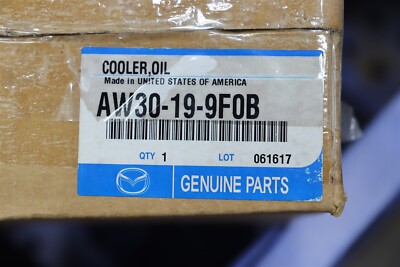 COOLER,OIL
Made in UNITED STATES OF AMERICA
AW30-19-9F0B
QTY 1 LOT 061617
GENUINE PARTS